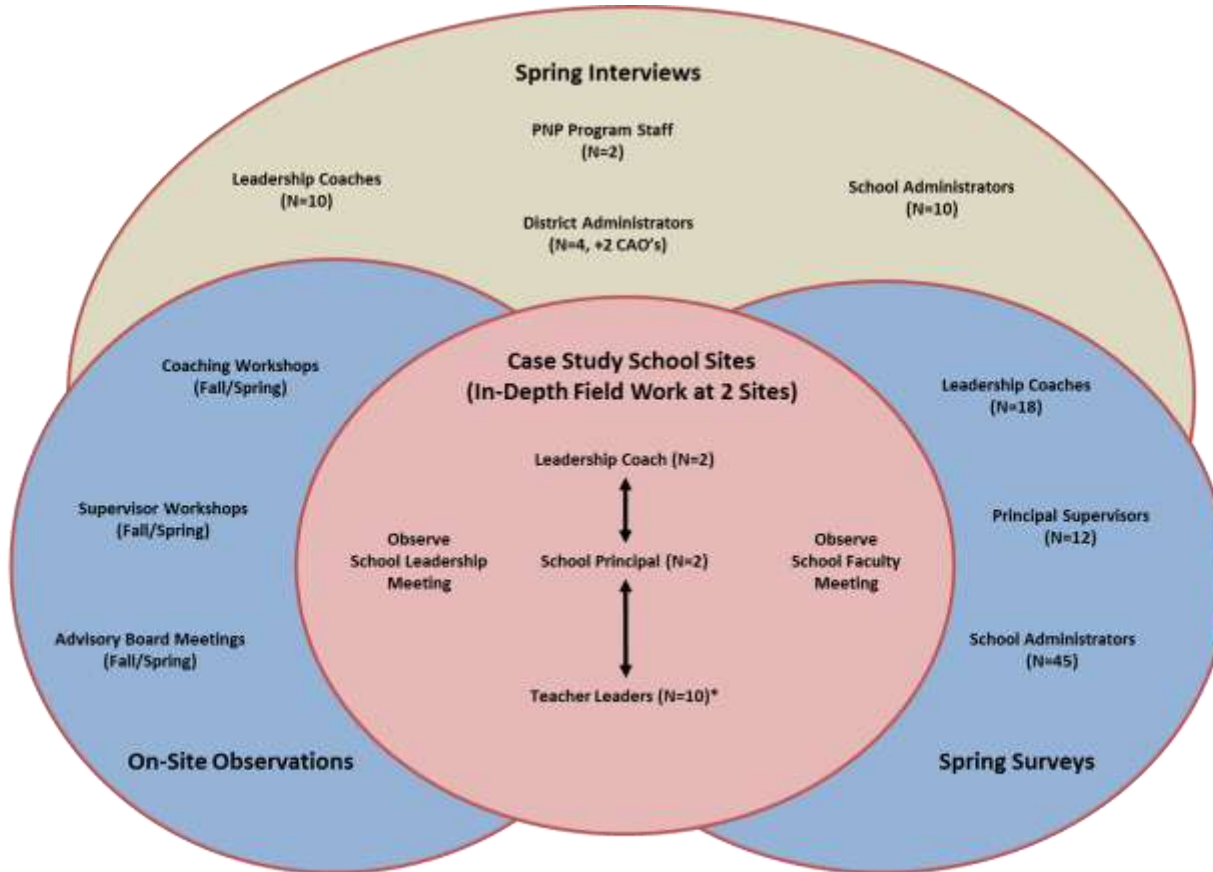 Spring Interviews
PNP Program Staff
(N=2)
Leadership Coaches
(N=10)
School Administrators
(N=10)
District Administrators
(N=4, +2 CAO's)
Coaching Workshops
(Fall/Spring)
Supervisor Workshops
(Fall/Spring)
Advisory Board Meetings
(Fall/Spring)
On-Site Observations
Case Study School Sites
(In-Depth Field Work at 2 Sites)
Leadership Coach (N=2)
Observe
School Leadership
Meeting
School Principal (N=2)
Observe
School Faculty
Meeting
Teacher Leaders (N=10)*
Leadership Coaches
(N=18)
Principal Supervisors
(N=12)
School Administrators
(N=45)
Spring Surveys